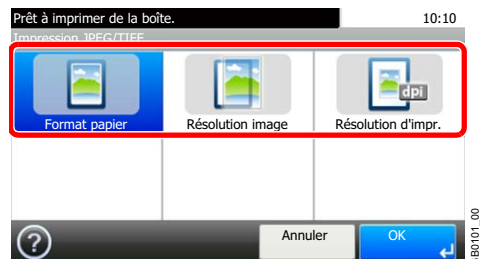 Prêt à imprimer de la boîte. 10:10
Impression JPEG/TIFF
dpi
Format papier Résolution image Résolution d'impr.
? Annuler OK
B0101_00